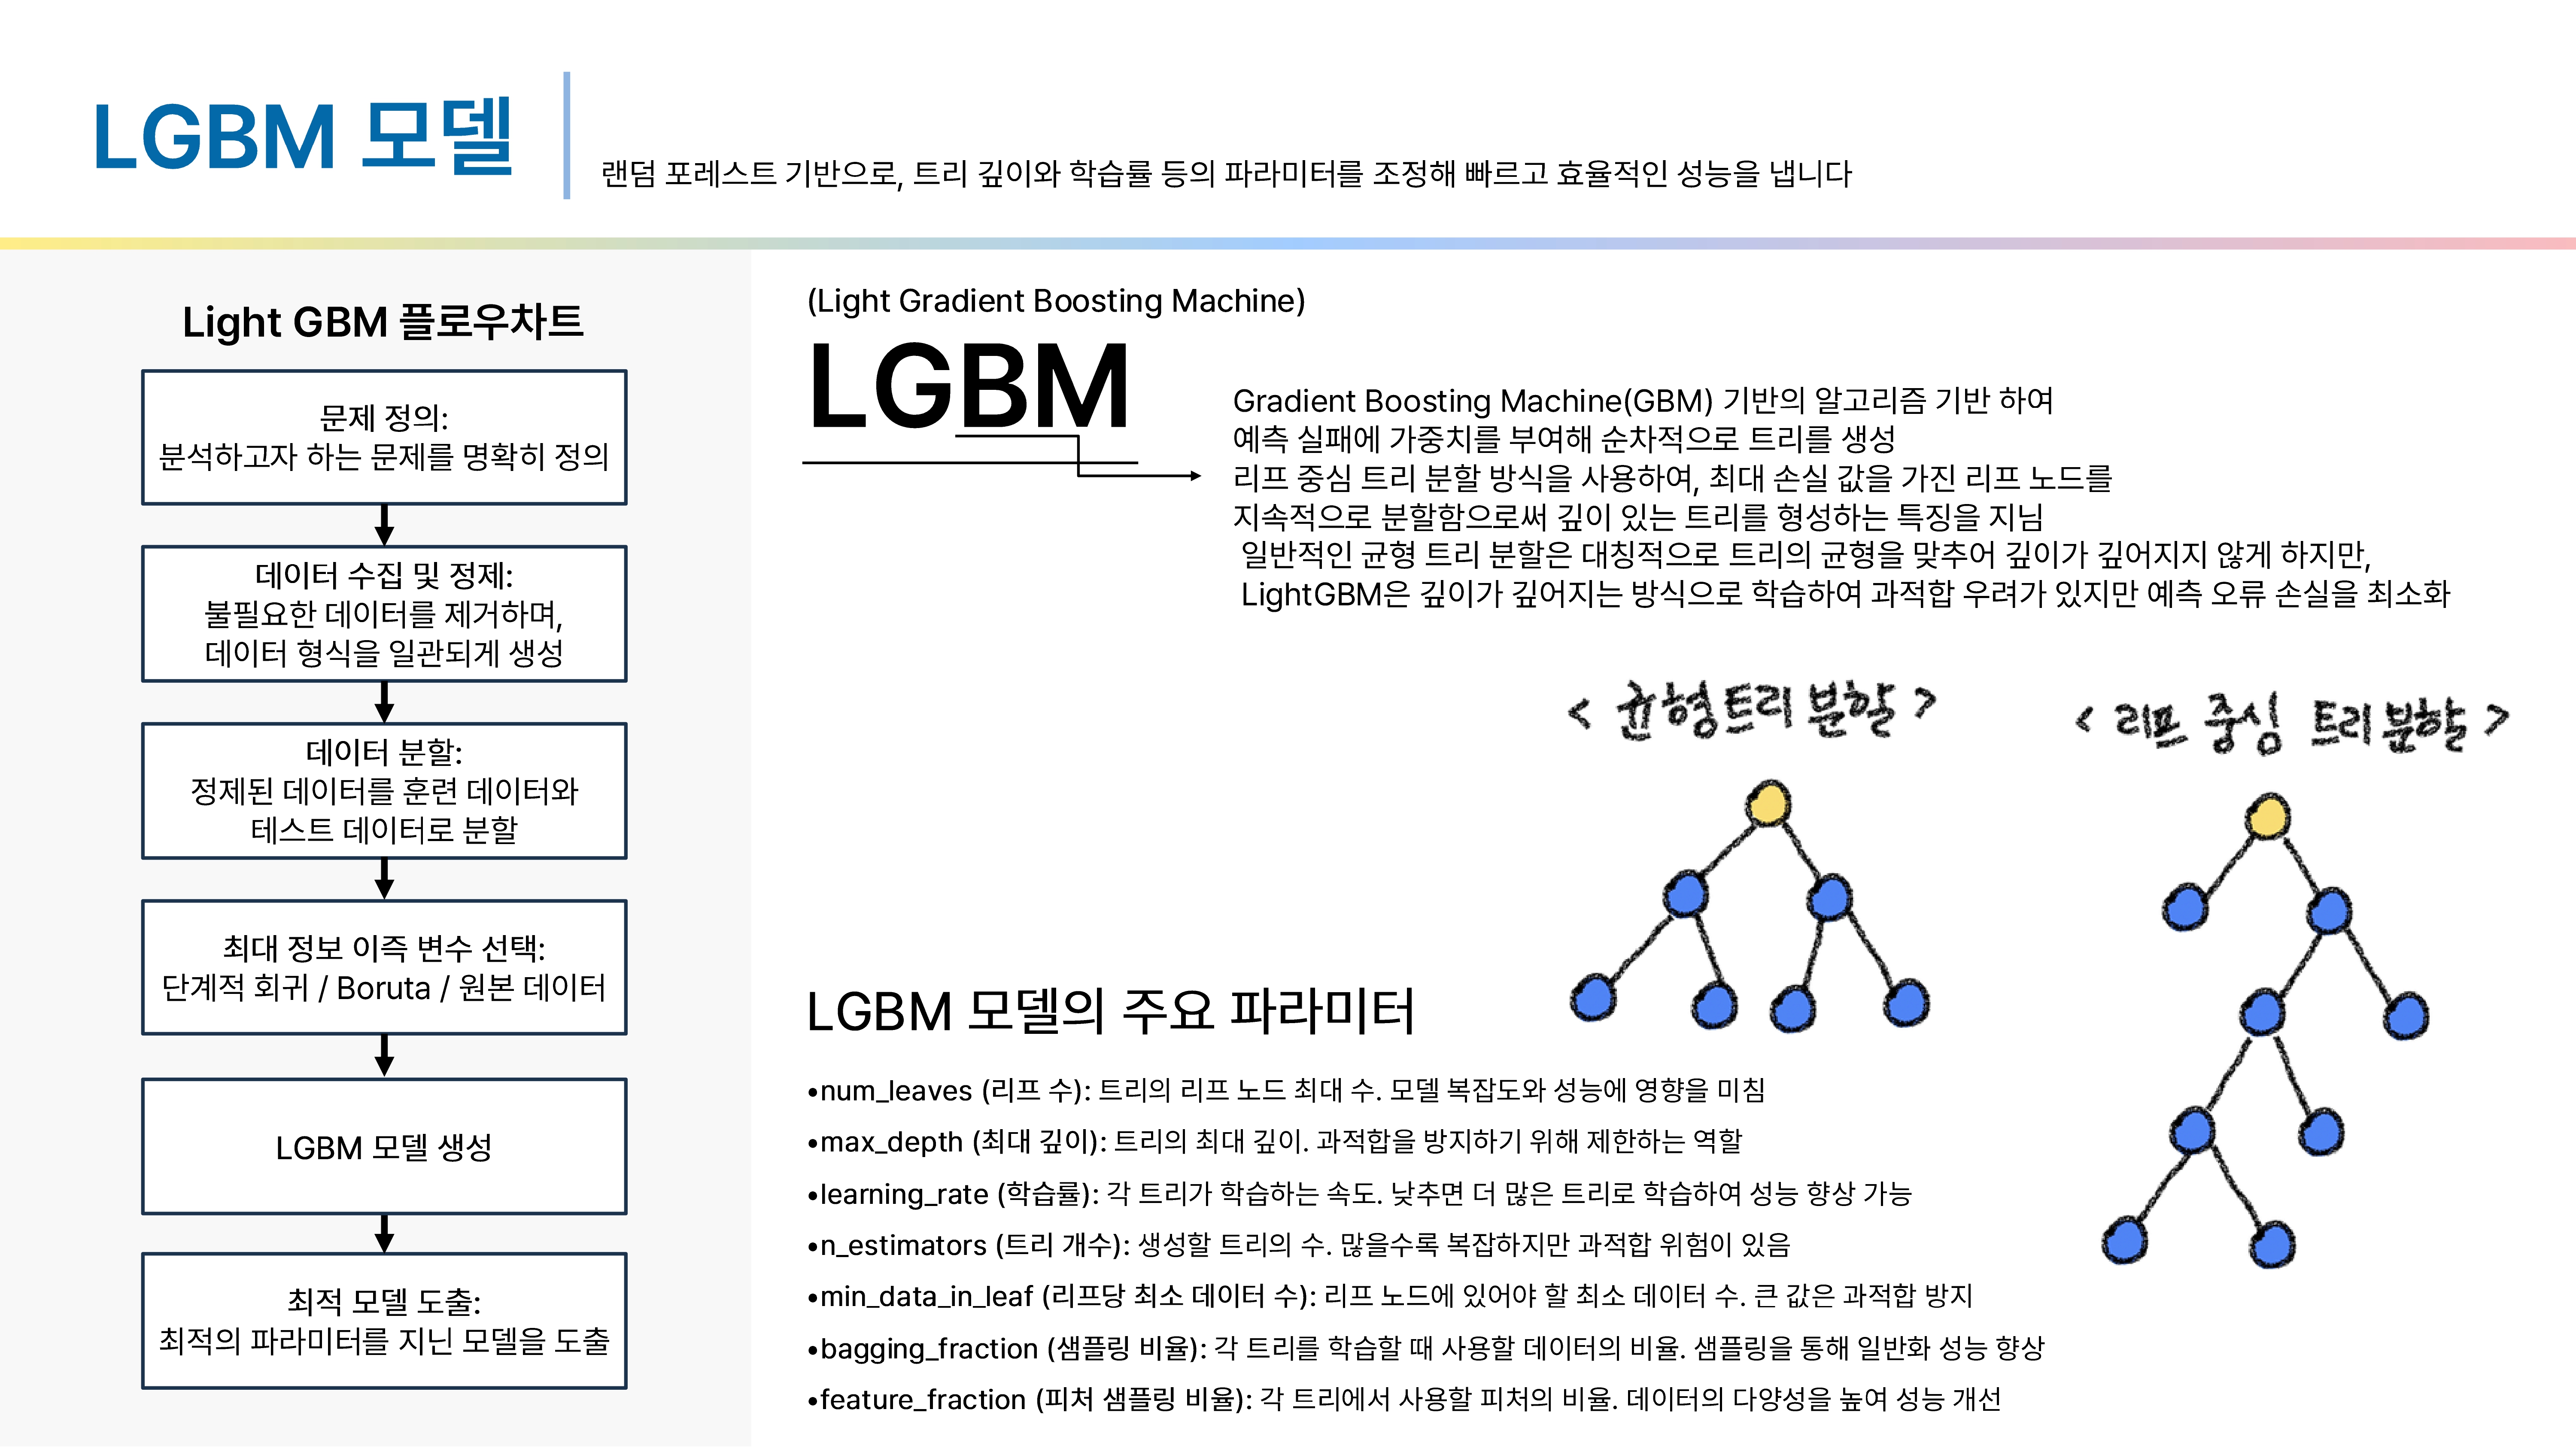 LGBM 모델
랜덤 포레스트 기반으로, 트리 깊이와 학습률 등의 파라미터를 조정해 빠르고 효율적인 성능을 냅니다
Light GBM 플로우차트
문제 정의:
분석하고자 하는 문제를 명확히 정의
데이터 수집 및 정제:
불필요한 데이터를 제거하며,
데이터 형식을 일관되게 생성
데이터 분할:
정제된 데이터를 훈련 데이터와
테스트 데이터로 분할
최대 정보 이즉 변수 선택:
단계적 회귀 / Boruta / 원본 데이터
LGBM 모델 생성
최적 모델 도출:
최적의 파라미터를 지닌 모델을 도출
(Light Gradient Boosting Machine)
LGBM
Gradient Boosting Machine(GBM) 기반의 알고리즘 기반 하여
예측 실패에 가중치를 부여해 순차적으로 트리를 생성
리프 중심 트리 분할 방식을 사용하여, 최대 손실 값을 가진 리프 노드를
지속적으로 분할함으로써 깊이 있는 트리를 형성하는 특징을 지님
일반적인 균형 트리 분할은 대칭적으로 트리의 균형을 맞추어 깊이가 깊어지지 않게 하지만,
LightGBM은 깊이가 깊어지는 방식으로 학습하여 과적합 우려가 있지만 예측 오류 손실을 최소화
< 균형트리 분할 >
< 리프 중심 트리분할 >
LGBM 모델의 주요 파라미터
•num_leaves (리프 수): 트리의 리프 노드 최대 수. 모델 복잡도와 성능에 영향을 미침
•max_depth (최대 깊이): 트리의 최대 깊이. 과적합을 방지하기 위해 제한하는 역할
•learning_rate (학습률): 각 트리가 학습하는 속도. 낮추면 더 많은 트리로 학습하여 성능 향상 가능
•n_estimators (트리 개수): 생성할 트리의 수. 많을수록 복잡하지만 과적합 위험이 있음
•min_data_in_leaf (리프당 최소 데이터 수): 리프 노드에 있어야 할 최소 데이터 수. 큰 값은 과적합 방지
•bagging_fraction (샘플링 비율): 각 트리를 학습할 때 사용할 데이터의 비율. 샘플링을 통해 일반화 성능 향상
•feature_fraction (피처 샘플링 비율): 각 트리에서 사용할 피처의 비율. 데이터의 다양성을 높여 성능 개선